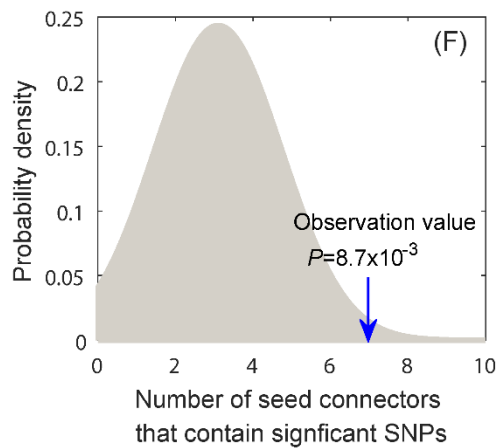 0.25
(F)
0.2
0.15
0.1
0.05
0
Probability density
Observation value
P=8.7x10-3
0 2 4 6 8 10
Number of seed connectors
that contain signficant SNPs